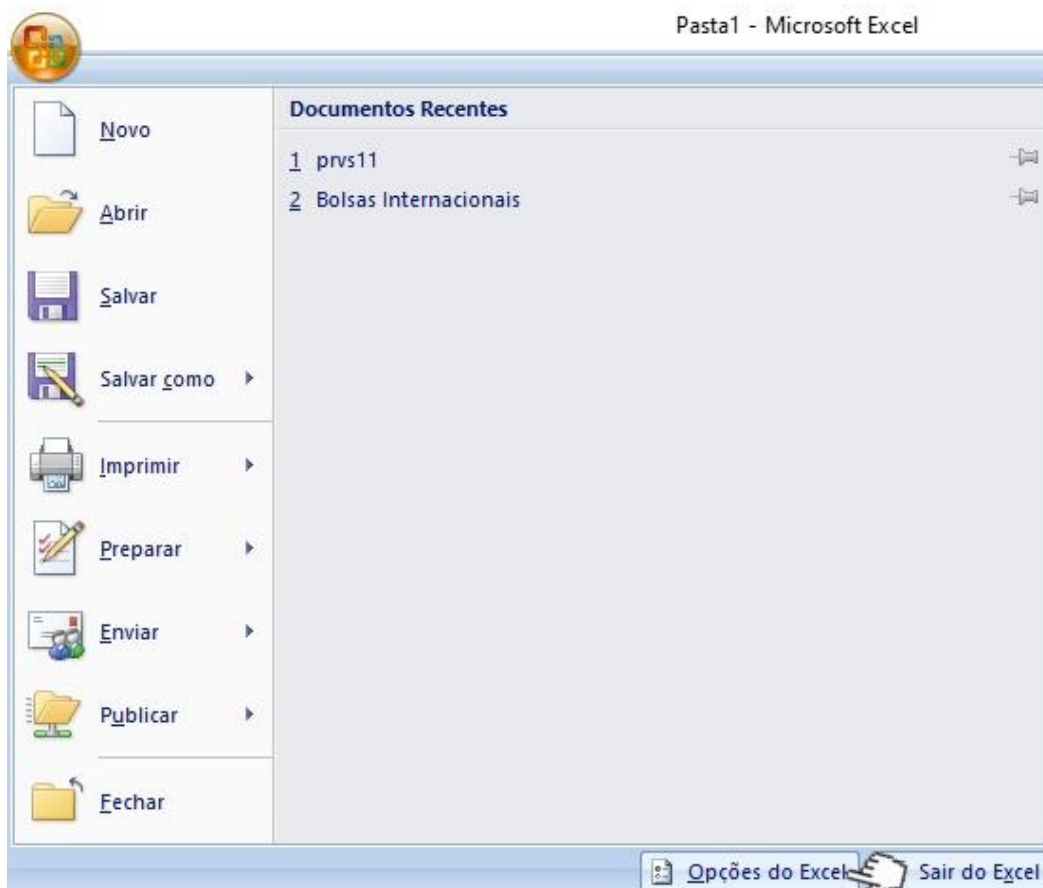 Pasta1 - Microsoft Excel
Novo
Abrir
Salvar
Salvar como
Imprimir
Preparar
Enviar
Publicar
Fechar
Documentos Recentes
1 prvs11
2 Bolsas Internacionais
Opções do Excel
Sair do Excel